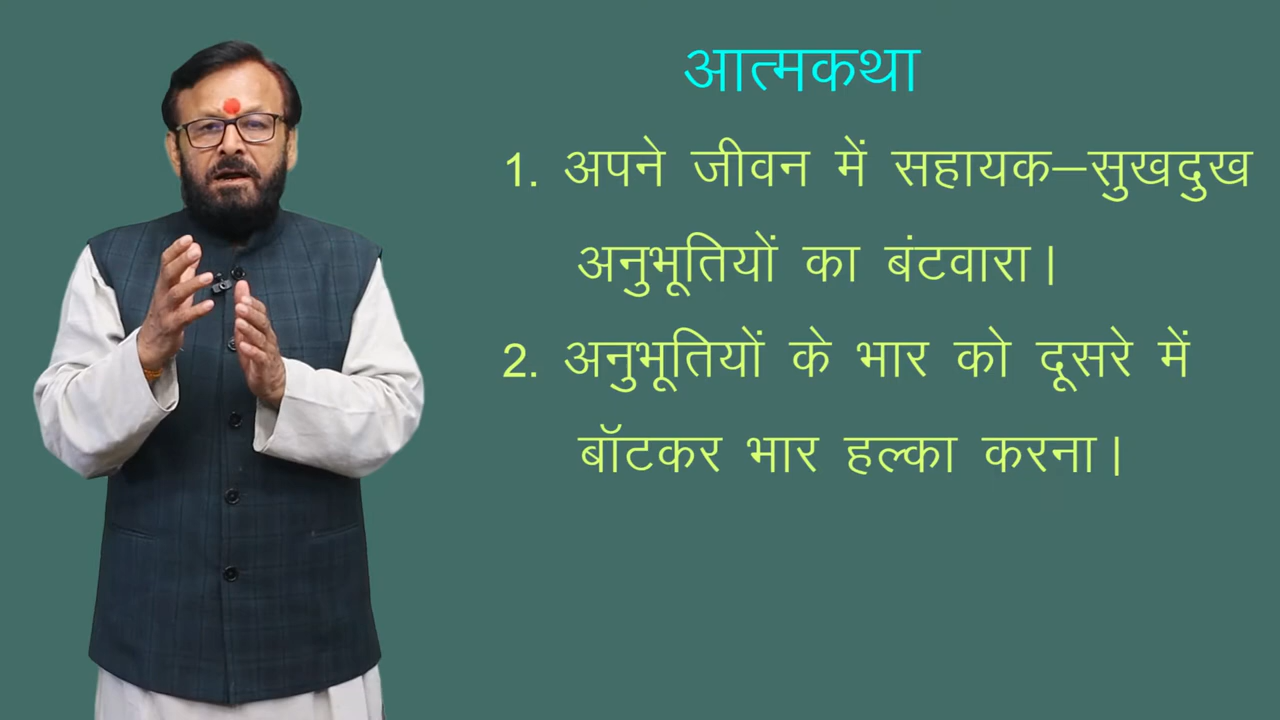 आत्मकथा
1. अपने जीवन में सहायक–सुखदुख
अनुभूतियों का बंटवारा।
2. अनुभूतियों के भार को दूसरे में
बॉटकर भार हल्का करना।